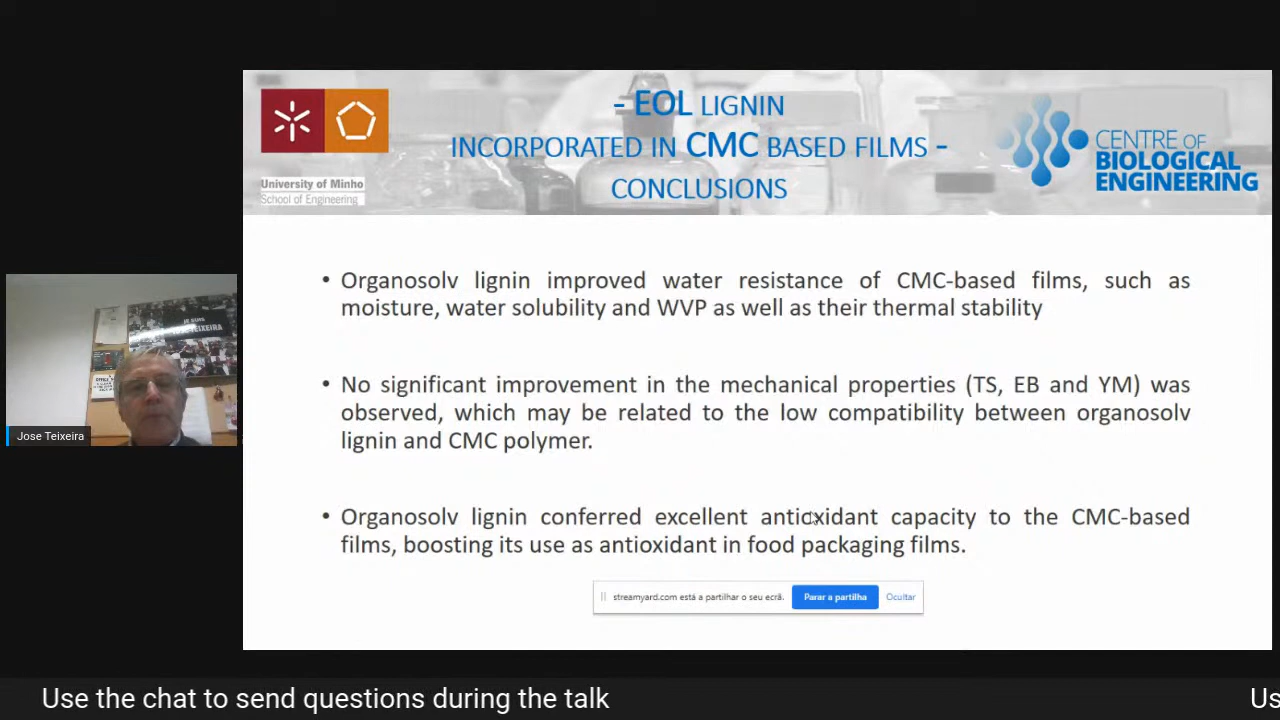 - EOL LIGNIN
INCORPORATED IN CMC BASED FILMS -
CONCLUSIONS
University of Minho
School of Engineering
CENTRE OF
BIOLOGICAL
ENGINEERING
• Organosolv lignin improved water resistance of CMC-based films, such as
moisture, water solubility and WVP as well as their thermal stability
• No significant improvement in the mechanical properties (TS, EB and YM) was
observed, which may be related to the low compatibility between organosolv
lignin and CMC polymer.
• Organosolv lignin conferred excellent antioxidant capacity to the CMC-based
films, boosting its use as antioxidant in food packaging films.
streamyard.com está a partilhar o seu ecrã.
Parar a partilha
Ocultar
JE SUIS
JOSE TEIXEIRA
Jose Teixeira
Use the chat to send questions during the talk
Us